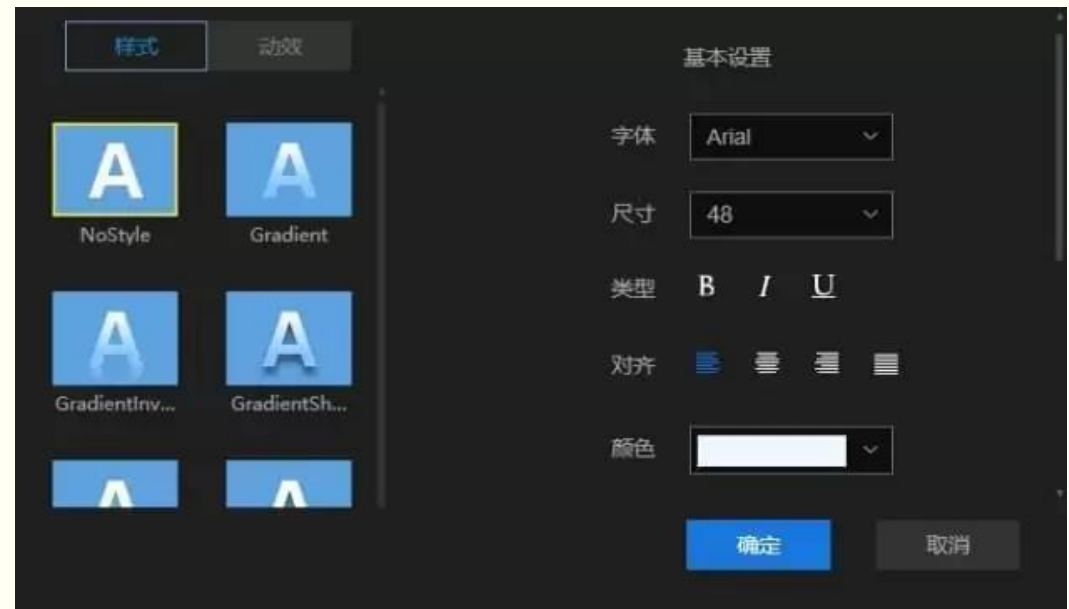 样式 动效
基本设置
字体 Arial
尺寸 48
类型 B I U
对齐
颜色
A A
NoStyle Gradient
A A
GradientInv... GradientSh...
A A
确定 取消